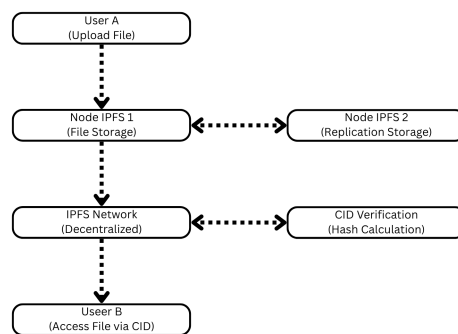 User A
(Upload File)
Node IPFS 1
(File Storage)
Node IPFS 2
(Replication Storage)
IPFS Network
(Decentralized)
CID Verification
(Hash Calculation)
Useer B
(Access File via CID)